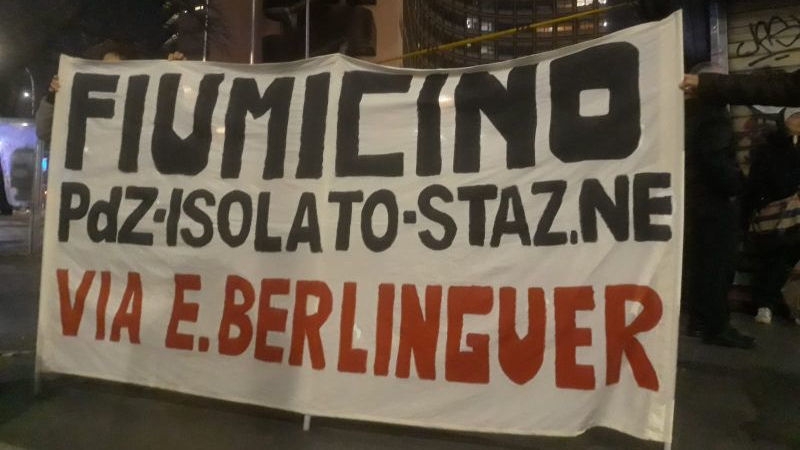 FIUMICINO
PdZ-ISOLATO-STAZ.NE
VIA E.BERLINGUER